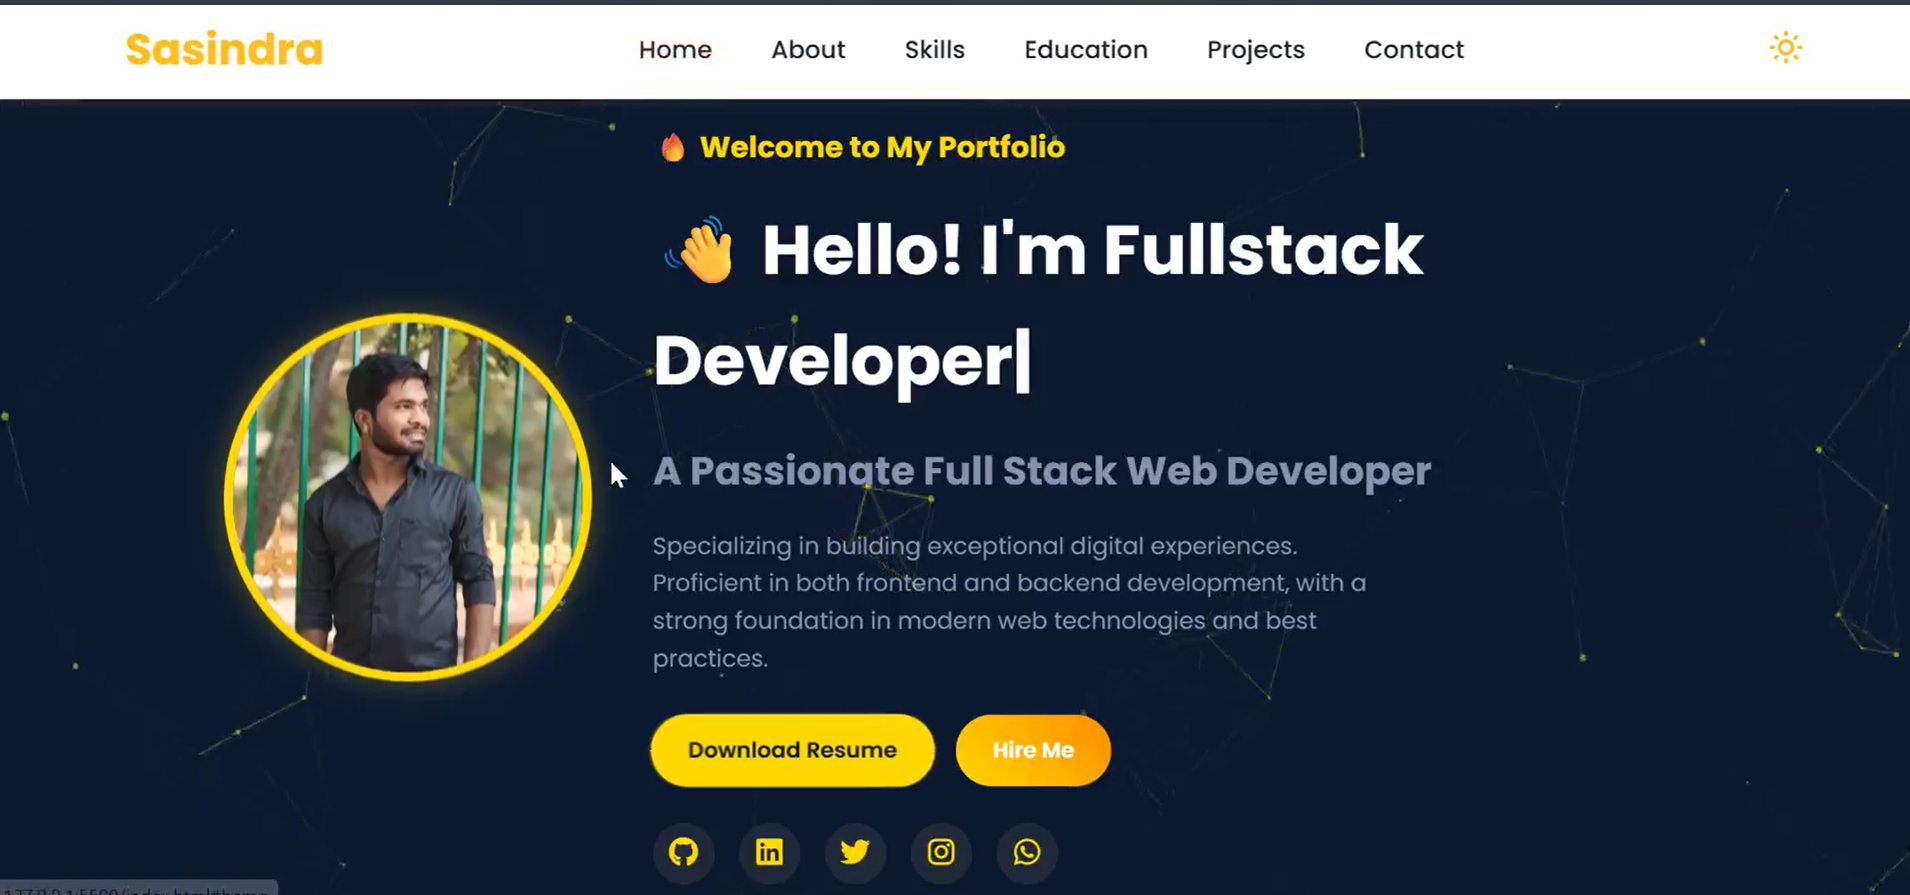 Sasindra
Home About Skills Education Projects Contact
🔥 Welcome to My Portfolio
👋 Hello! I'm Fullstack
Developer|
A Passionate Full Stack Web Developer
Specializing in building exceptional digital experiences.
Proficient in both frontend and backend development, with a
strong foundation in modern web technologies and best
practices.
Download Resume Hire Me